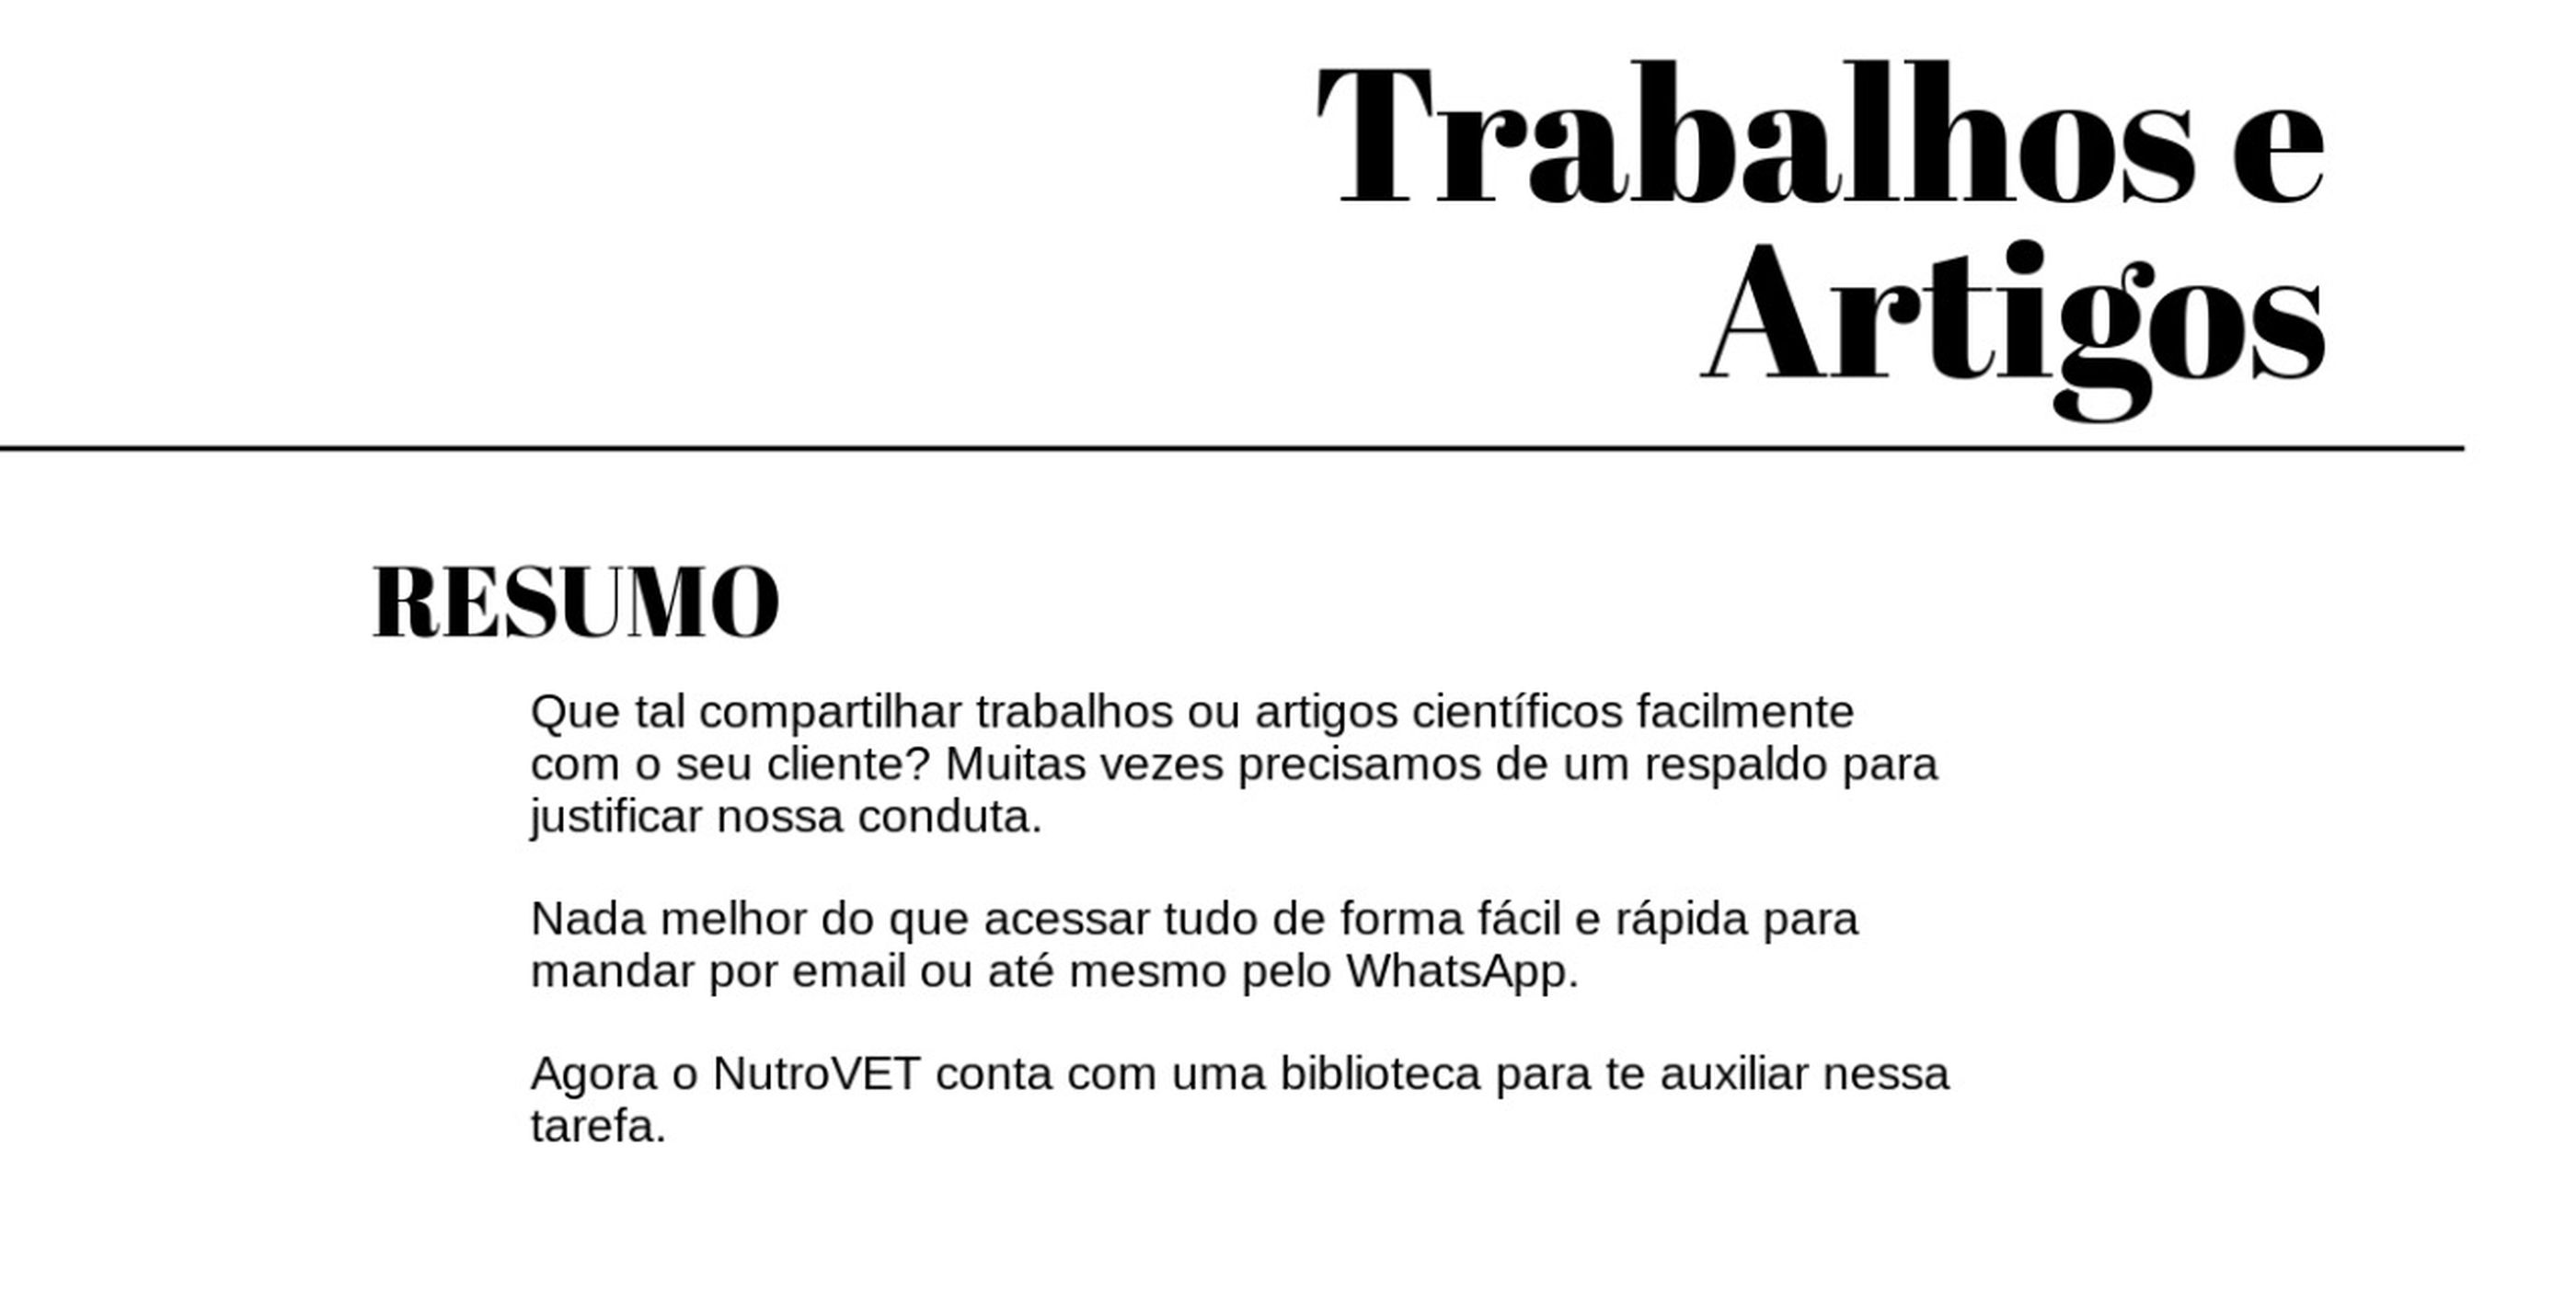 Trabalhos e
Artigos
RESUMO
Que tal compartilhar trabalhos ou artigos científicos facilmente
com o seu cliente? Muitas vezes precisamos de um respaldo para
justificar nossa conduta.
Nada melhor do que acessar tudo de forma fácil e rápida para
mandar por email ou até mesmo pelo WhatsApp.
Agora o NutroVET conta com uma biblioteca para te auxiliar nessa
tarefa.